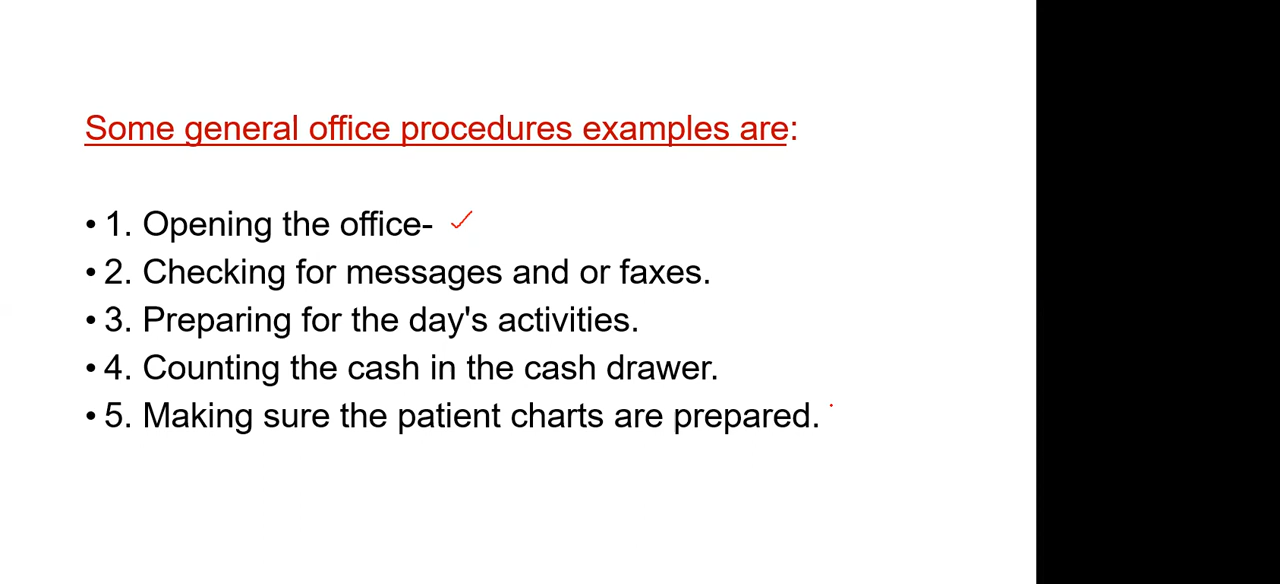 Some general office procedures examples are:
• 1. Opening the office-
• 2. Checking for messages and or faxes.
• 3. Preparing for the day's activities.
• 4. Counting the cash in the cash drawer.
• 5. Making sure the patient charts are prepared.